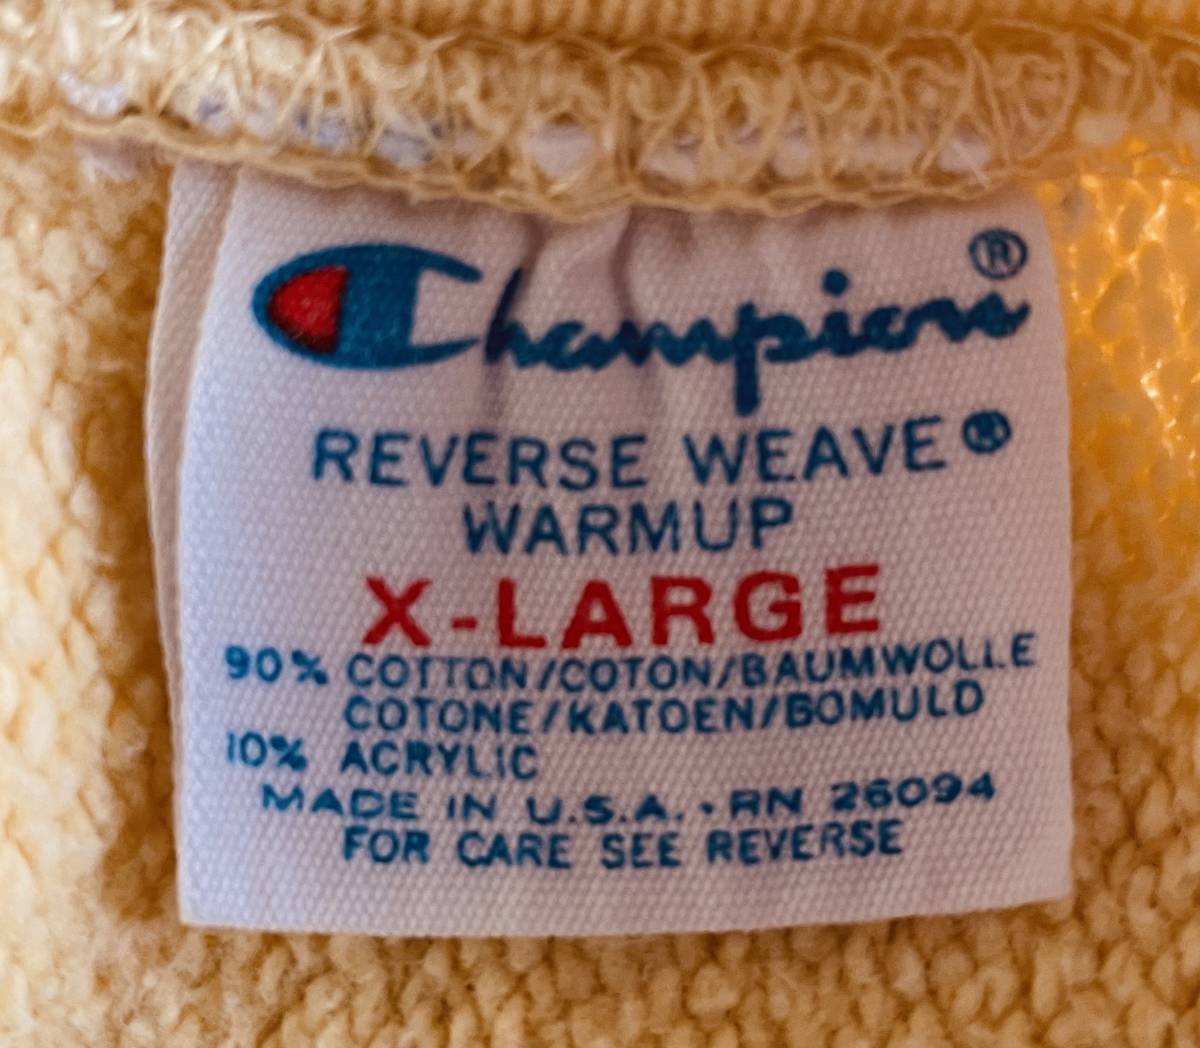 Champion®
REVERSE WEAVE®
WARMUP
X-LARGE
90% COTTON/COTON/BAUMWOLLE
COTONE/KATOEN/BOMULD
10% ACRYLIC
MADE IN U.S.A. · RN 26094
FOR CARE SEE REVERSE